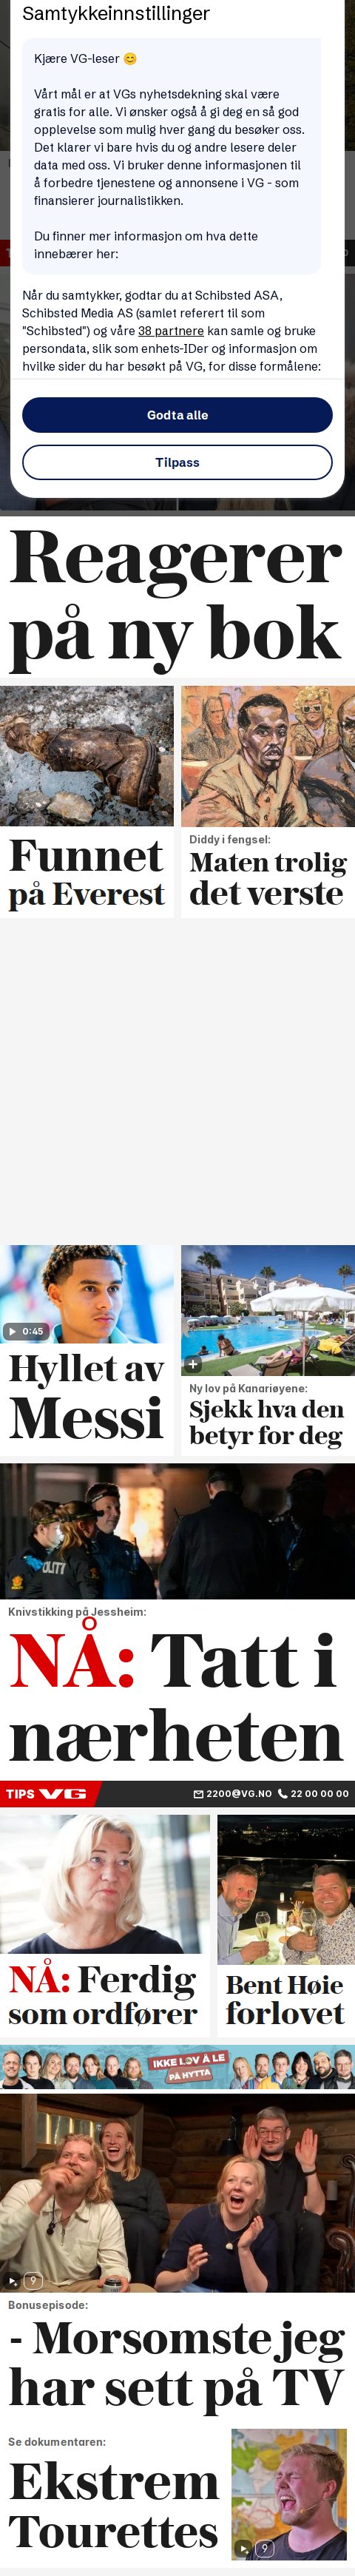 Samtykkeinnstillinger
Kjære VG-leser 😊
Vårt mål er at VGs nyhetsdekning skal være
gratis for alle. Vi ønsker også å gi deg en så god
opplevelse som mulig hver gang du besøker oss.
Det klarer vi bare hvis du og andre lesere deler
data med oss. Vi bruker denne informasjonen til
å forbedre tjenestene og annonsene i VG - som
finansierer journalistikken.
Du finner mer informasjon om hva dette
innebærer her:
Når du samtykker, godtar du at Schibsted ASA,
Schibsted Media AS (samlet referert til som
"Schibsted") og våre 38 partnere kan samle og bruke
persondata, slik som enhets-IDer og informasjon om
hvilke sider du har besøkt på VG, for disse formålene:
Godta alle
Tilpass
Reagerer
på ny bok
Funnet
på Everest
Diddy i fengsel:
Maten trolig
det verste
0:45
Hyllet av
Messi
Ny lov på Kanariøyene:
Sjekk hva den
betyr for deg
POLITI
Knivstikking på Jessheim:
NÅ: Tatt i
nærheten
TIPS VG 2200@VG.NO 22 00 00 00
NÅ: Ferdig
som ordfører
Bent Høie
forlovet
IKKE LOV Å LE
PÅ HYTTA
9
Bonusepisode:
- Morsomste jeg
har sett på TV
Se dokumentaren:
Ekstrem
Tourettes
9